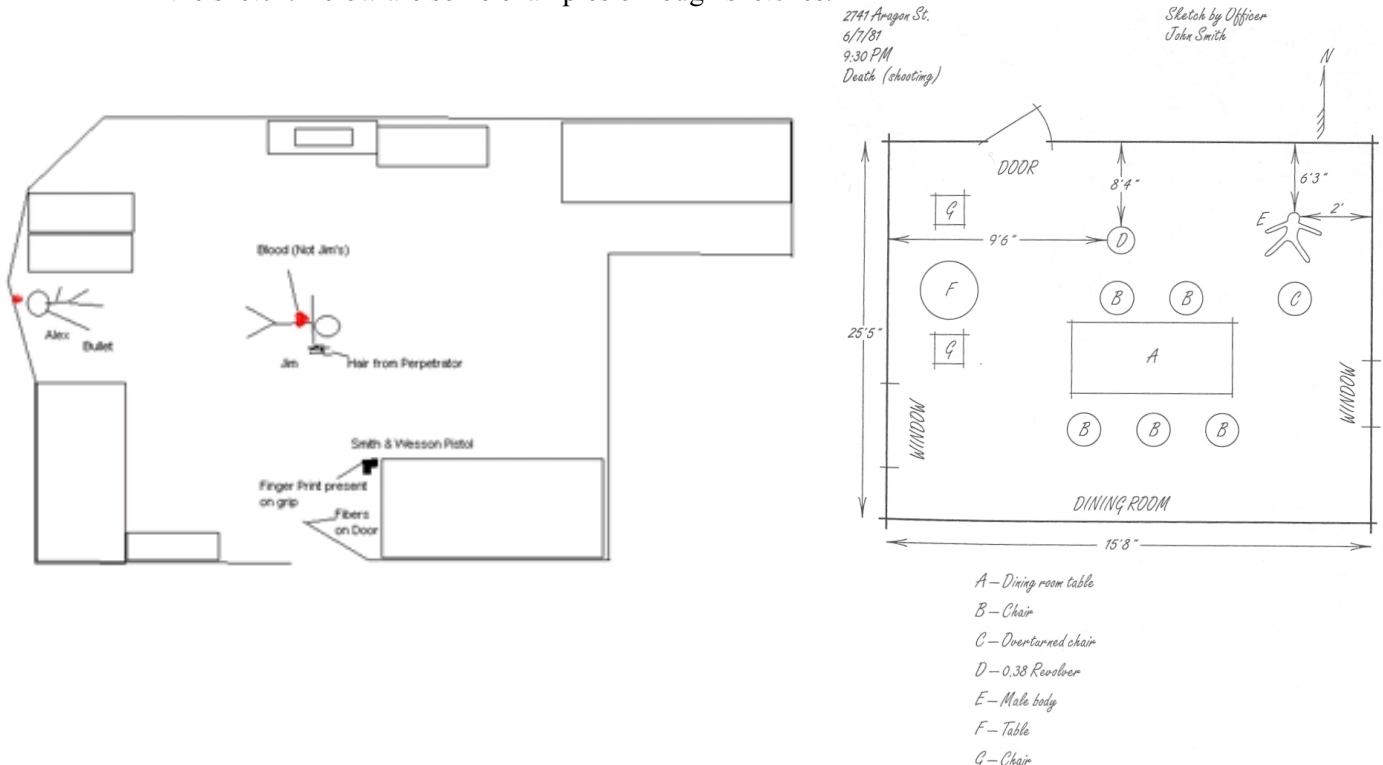 2741 Aragon St.
6/7/81
9:30 PM
Death (shooting)
Sketch by Officer
John Smith
Blood (Not Jim's)
Alex
Bullet
Jim
Hair from Perpetrator
Smith & Wesson Pistol
Finger Print present
on grip
Fibers
on Door
N
DOOR
8'4"
6'3"
2'
G
E
9'6"
D
F
B
B
C
25'5"
G
A
WINDOW
WINDOW
B
B
B
DINING ROOM
15'8"
A – Dining room table
B – Chair
C – Overturned chair
D – 0.38 Revolver
E – Male body
F – Table
G – Chair